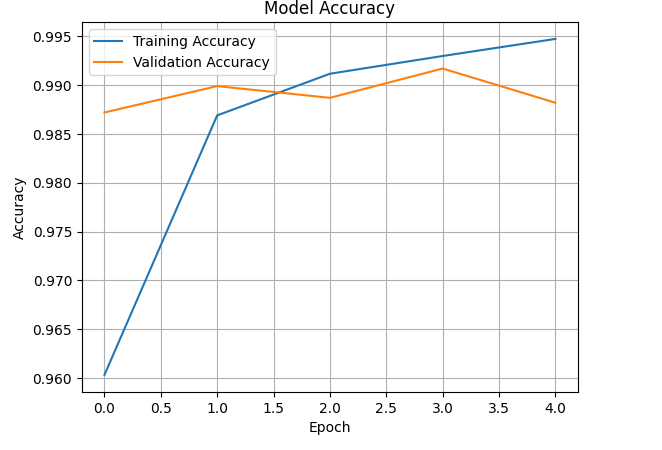 Model Accuracy
Training Accuracy
Validation Accuracy
0.995
0.990
0.985
0.980
0.975
0.970
0.965
0.960
Accuracy
0.0 0.5 1.0 1.5 2.0 2.5 3.0 3.5 4.0
Epoch